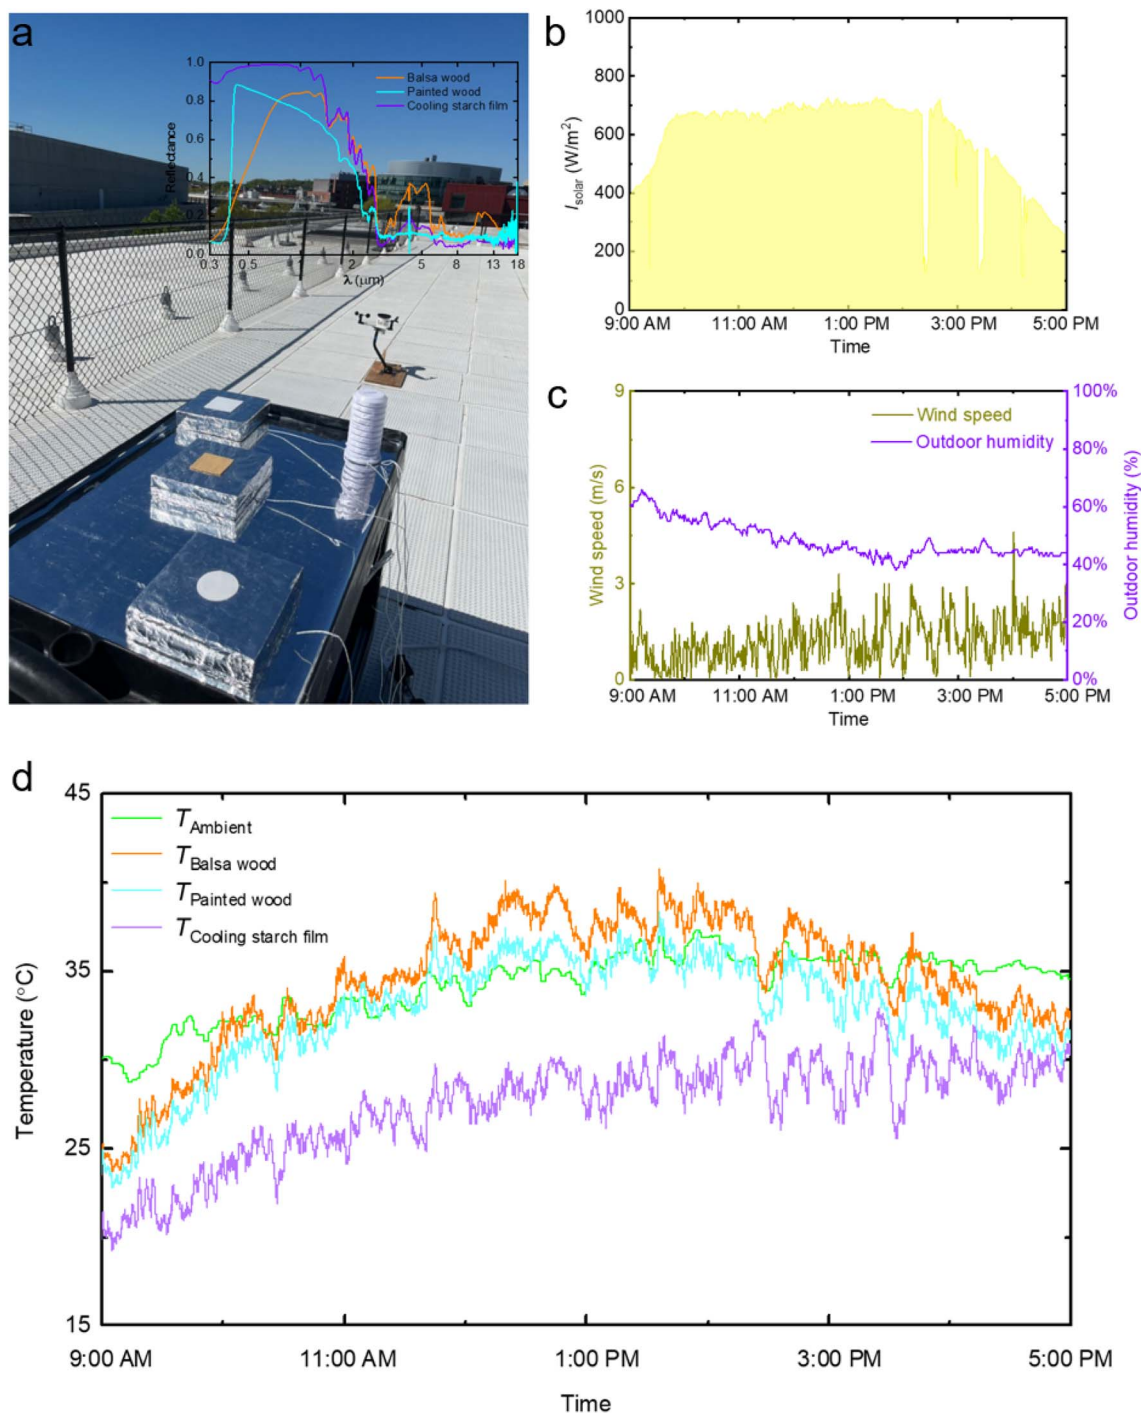 a
1.0
0.8
0.6
0.4
0.2
0.0
Reflectance
Balsa wood
Painted wood
Cooling starch film
0.3 0.5 1 2 5 8 13 18
λ (μm)
b
1000
800
600
400
200
0
I solar (W/m²)
9:00 AM 11:00 AM 1:00 PM 3:00 PM 5:00 PM
Time
c
9
6
3
0
Wind speed (m/s)
Wind speed
Outdoor humidity
100%
80%
60%
40%
20%
0%
Outdoor humidity (%)
9:00 AM 11:00 AM 1:00 PM 3:00 PM 5:00 PM
Time
d
45
35
25
15
Temperature (°C)
T Ambient
T Balsa wood
T Painted wood
T Cooling starch film
9:00 AM 11:00 AM 1:00 PM 3:00 PM 5:00 PM
Time